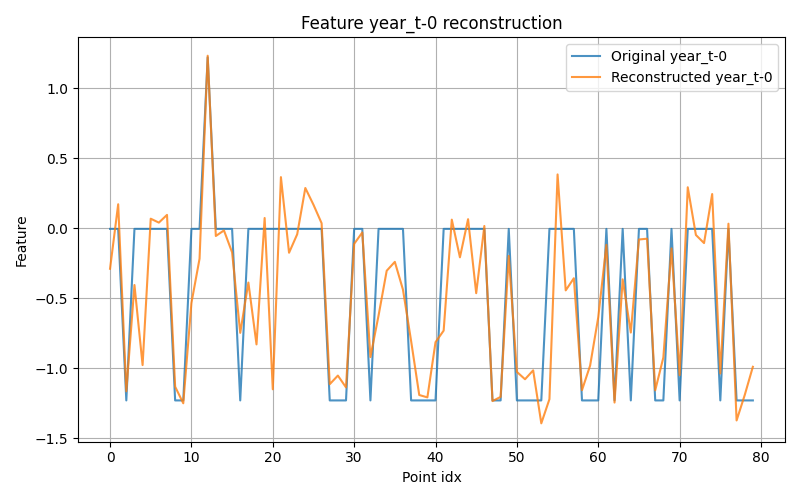 Feature year_t-0 reconstruction
Original year_t-0
Reconstructed year_t-0
Feature
1.0
0.5
0.0
−0.5
−1.0
−1.5
0 10 20 30 40 50 60 70 80
Point idx